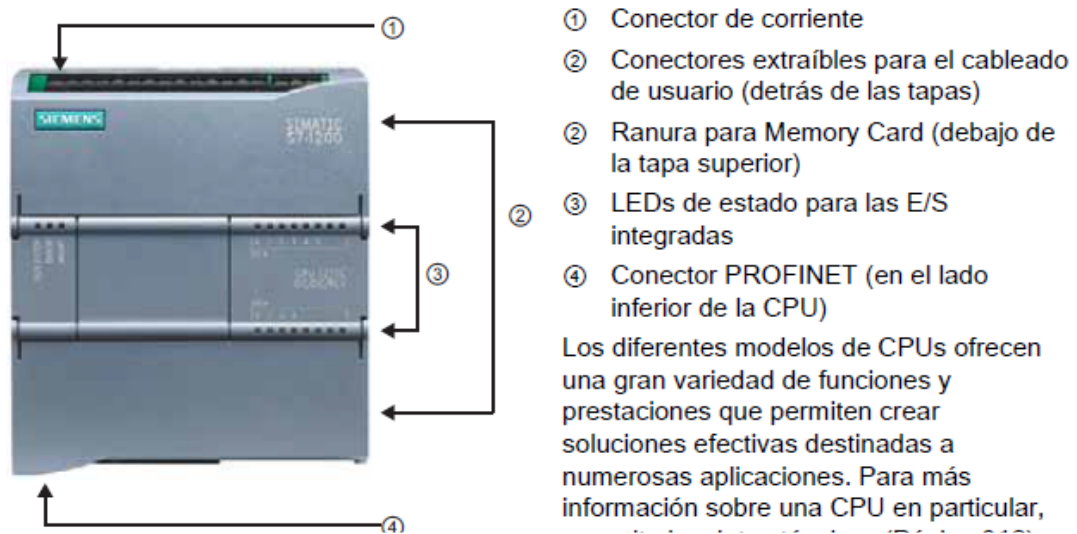 ①
SIEMENS
SIMATIC
S7-1200
②
③
④
① Conector de corriente
② Conectores extraíbles para el cableado
de usuario (detrás de las tapas)
② Ranura para Memory Card (debajo de
la tapa superior)
③ LEDs de estado para las E/S
integradas
④ Conector PROFINET (en el lado
inferior de la CPU)
Los diferentes modelos de CPUs ofrecen
una gran variedad de funciones y
prestaciones que permiten crear
soluciones efectivas destinadas a
numerosas aplicaciones. Para más
información sobre una CPU en particular,